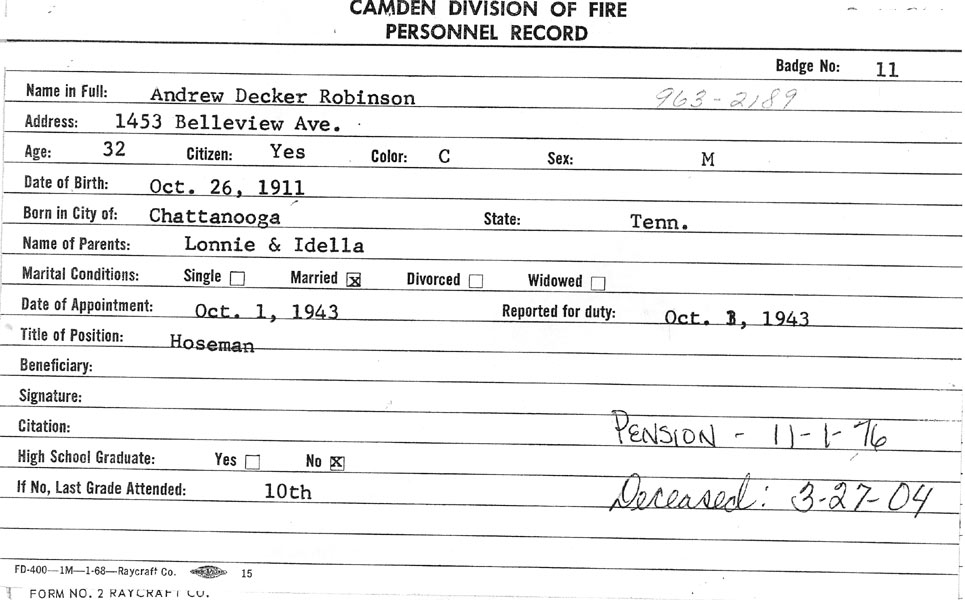 CAMDEN DIVISION OF FIRE
PERSONNEL RECORD
Badge No: 11
Name in Full: Andrew Decker Robinson 963-2189
Address: 1453 Belleview Ave.
Age: 32 Citizen: Yes Color: C Sex: M
Date of Birth: Oct. 26, 1911
Born in City of: Chattanooga State: Tenn.
Name of Parents: Lonnie & Idella
Marital Conditions: Single ☐ Married ☒ Divorced ☐ Widowed ☐
Date of Appointment: Oct. 1, 1943 Reported for duty: Oct. 1, 1943
Title of Position: Hoseman
Beneficiary:
Signature:
Citation: PENSION - 11-1-76
High School Graduate: Yes ☐ No ☒
If No, Last Grade Attended: 10th Deceased: 3-27-04
FD-400—1M—1-68—Raycraft Co. 15
FORM NO. 2 RAYCRAFT CO.